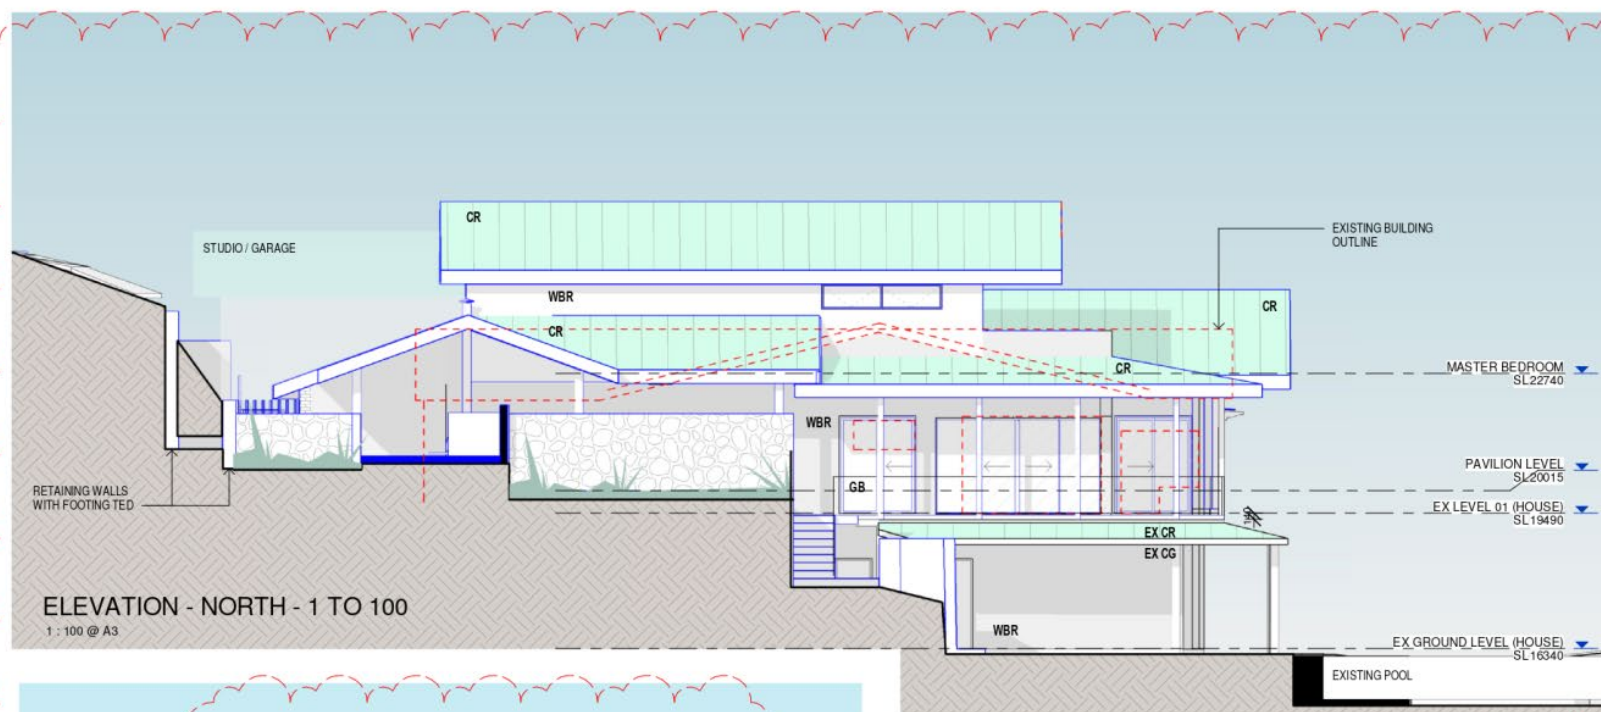 CR
STUDIO / GARAGE
EXISTING BUILDING
OUTLINE
WBR
CR
CR
CR
MASTER BEDROOM
SL22740
WBR
PAVILION LEVEL
SL20015
GB
RETAINING WALLS
WITH FOOTING TED
EX LEVEL 01 (HOUSE)
SL19490
EX CR
EX CG
ELEVATION - NORTH - 1 TO 100
1 : 100 @ A3
WBR
EX GROUND LEVEL (HOUSE)
SL16340
EXISTING POOL